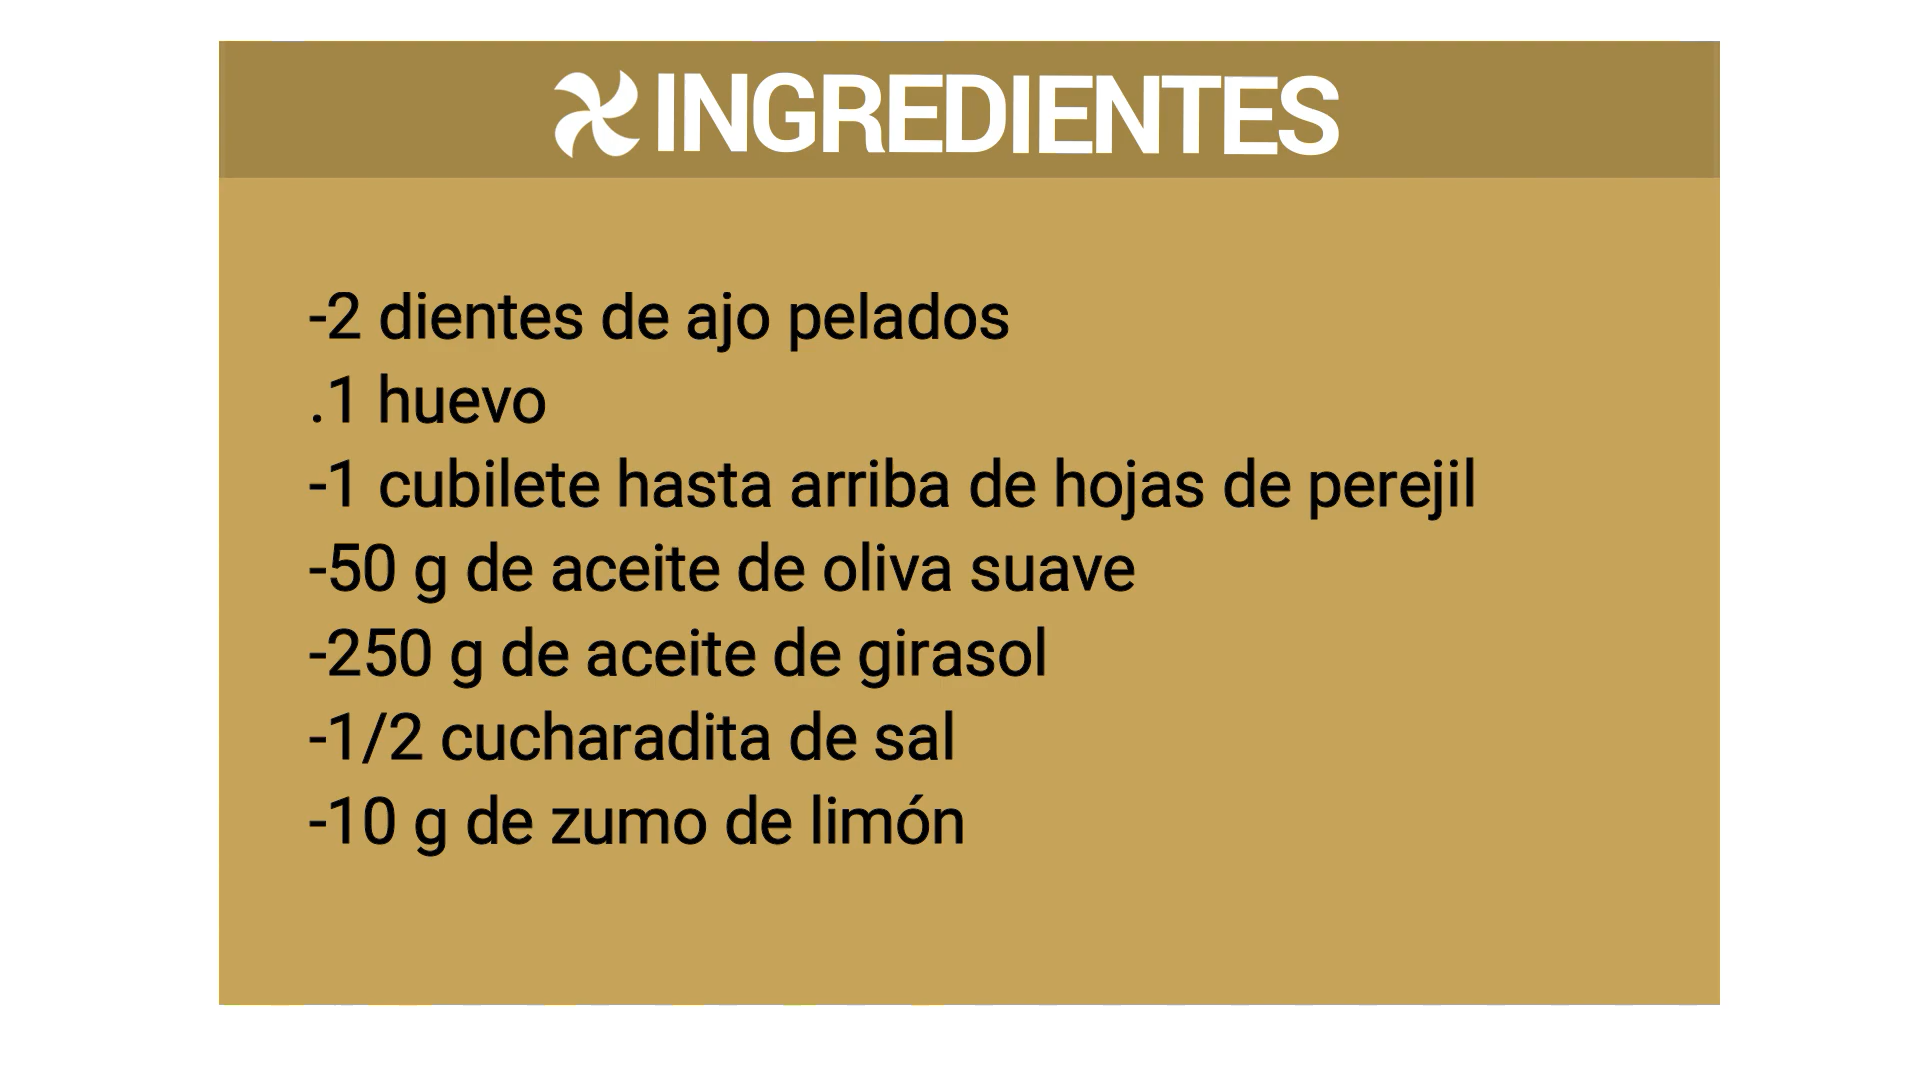 INGREDIENTES
-2 dientes de ajo pelados
.1 huevo
-1 cubilete hasta arriba de hojas de perejil
-50 g de aceite de oliva suave
-250 g de aceite de girasol
-1/2 cucharadita de sal
-10 g de zumo de limón